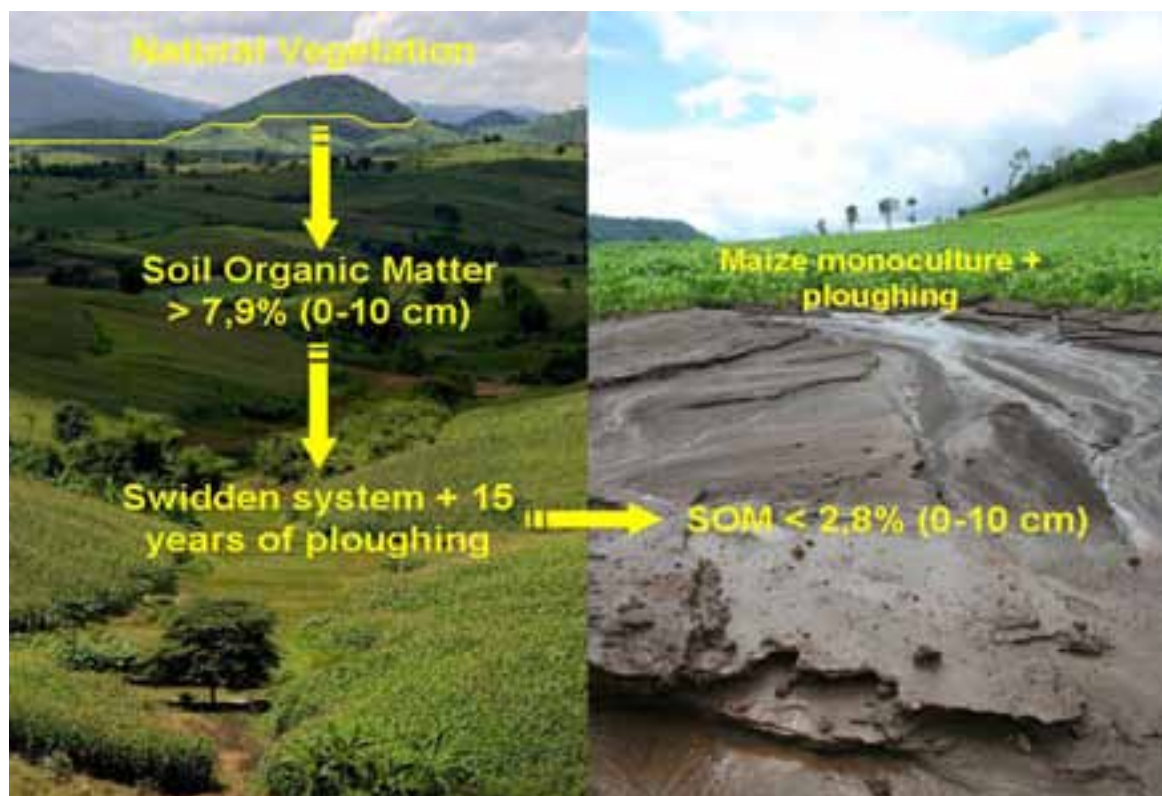 Natural Vegetation
Soil Organic Matter
> 7,9% (0-10 cm)
Swidden system + 15
years of ploughing
Maize monoculture +
ploughing
SOM < 2,8% (0-10 cm)